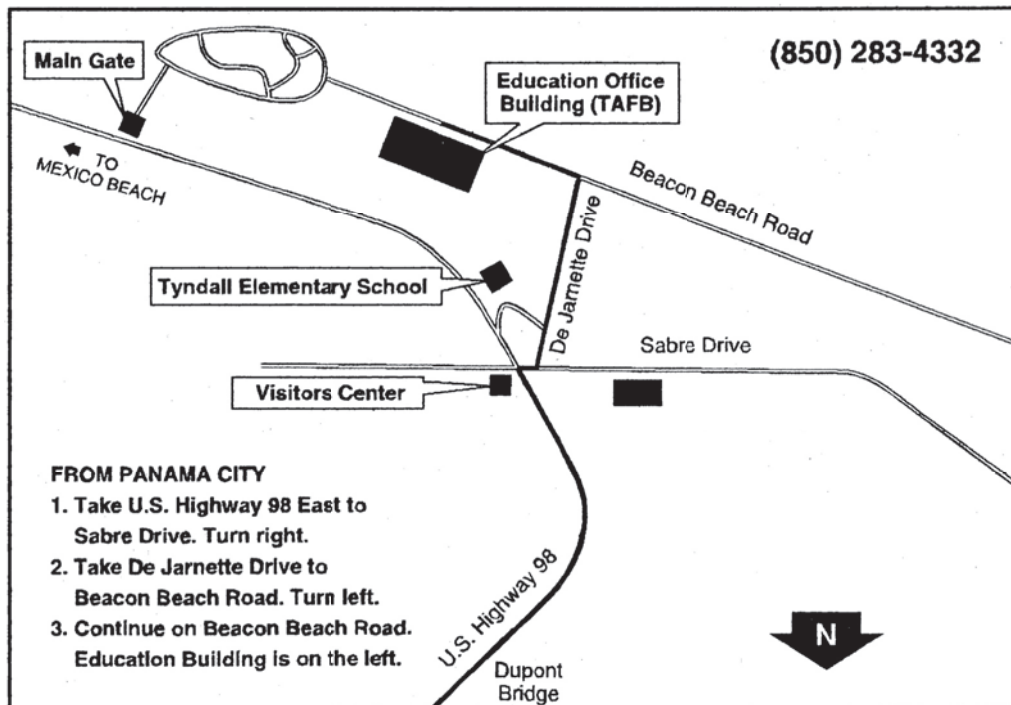 (850) 283-4332
Main Gate
Education Office
Building (TAFB)
TO
MEXICO BEACH
Beacon Beach Road
De Jarnette Drive
Tyndall Elementary School
Sabre Drive
Visitors Center
FROM PANAMA CITY
1. Take U.S. Highway 98 East to
Sabre Drive. Turn right.
2. Take De Jarnette Drive to
Beacon Beach Road. Turn left.
3. Continue on Beacon Beach Road.
Education Building is on the left.
U.S. Highway 98
Dupont
Bridge
N